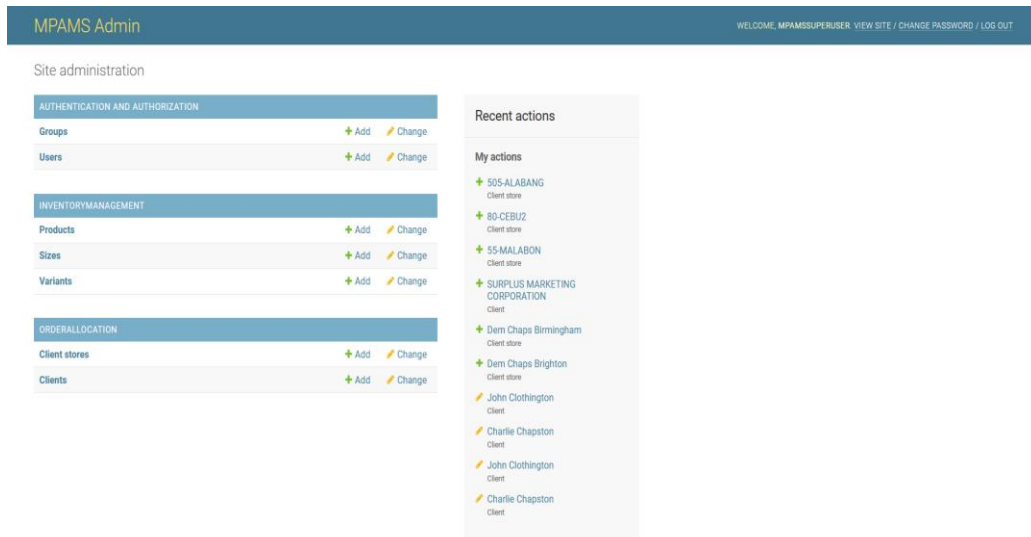 MPAMS Admin
WELCOME, MPAMSSUPERUSER. VIEW SITE / CHANGE PASSWORD / LOG OUT
Site administration
AUTHENTICATION AND AUTHORIZATION
Groups + Add Change
Users + Add Change
INVENTORYMANAGEMENT
Products + Add Change
Sizes + Add Change
Variants + Add Change
ORDERALLOCATION
Client stores + Add Change
Clients + Add Change
Recent actions
My actions
+ 505-ALABANG
Client store
+ 80-CEBU2
Client store
+ 55-MALABON
Client store
+ SURPLUS MARKETING
CORPORATION
Client
+ Dem Chaps Birmingham
Client store
+ Dem Chaps Brighton
Client store
John Clothington
Client
Charlie Chapston
Client
John Clothington
Client
Charlie Chapston
Client